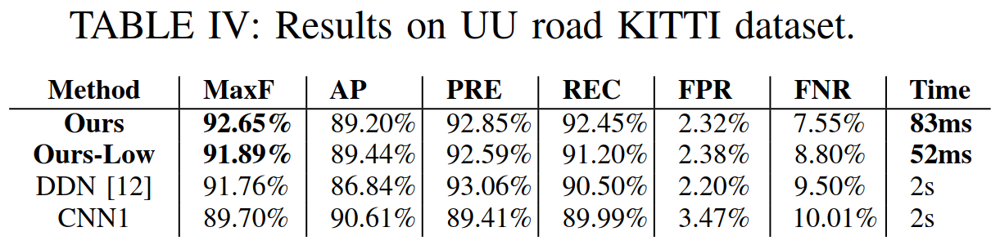 TABLE IV: Results on UU road KITTI dataset.
Method MaxF AP PRE REC FPR FNR Time
Ours 92.65% 89.20% 92.85% 92.45% 2.32% 7.55% 83ms
Ours-Low 91.89% 89.44% 92.59% 91.20% 2.38% 8.80% 52ms
DDN [12] 91.76% 86.84% 93.06% 90.50% 2.20% 9.50% 2s
CNN1 89.70% 90.61% 89.41% 89.99% 3.47% 10.01% 2s